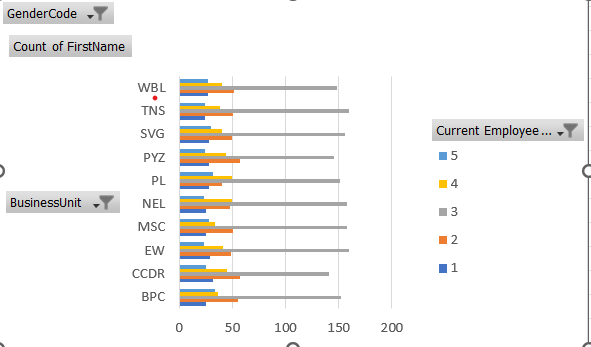 GenderCode
Count of FirstName
WBL
TNS
SVG
PYZ
PL
NEL
MSC
EW
CCDR
BPC
0 50 100 150 200
BusinessUnit
Current Employee ...
5
4
3
2
1